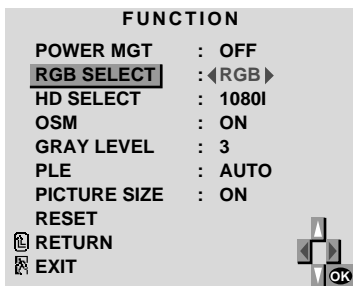 FUNCTION
POWER MGT : OFF
RGB SELECT : ◀RGB▶
HD SELECT : 1080I
OSM : ON
GRAY LEVEL : 3
PLE : AUTO
PICTURE SIZE : ON
RESET
RETURN
EXIT
OK